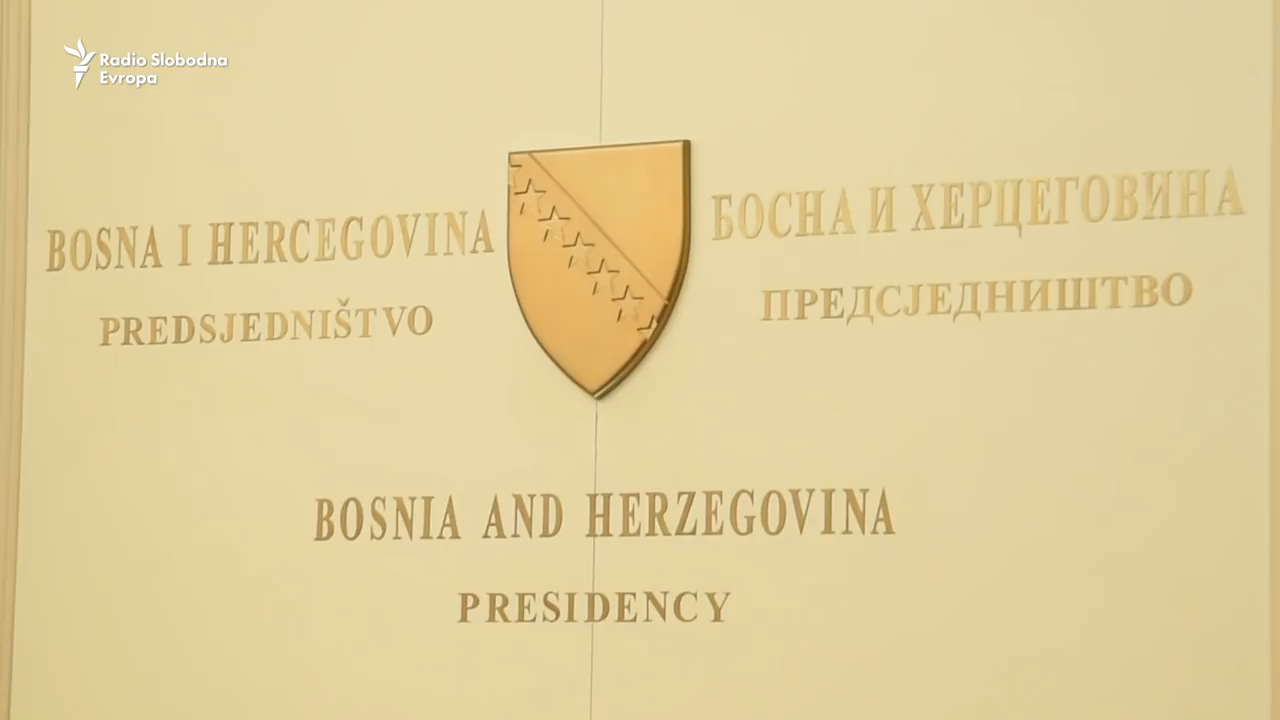 Radio Slobodna
Evropa
BOSNA I HERCEGOVINA
PREDSJEDNIŠTVO
БОСНА И ХЕРЦЕГОВИНА
ПРЕДСЈЕДНИШТВО
BOSNIA AND HERZEGOVINA
PRESIDENCY